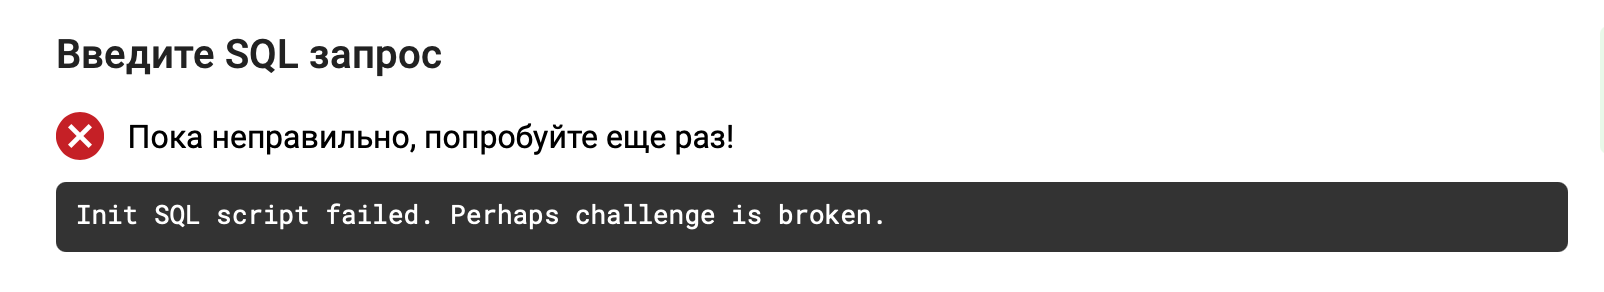 Введите SQL запрос
Пока неправильно, попробуйте еще раз!
Init SQL script failed. Perhaps challenge is broken.